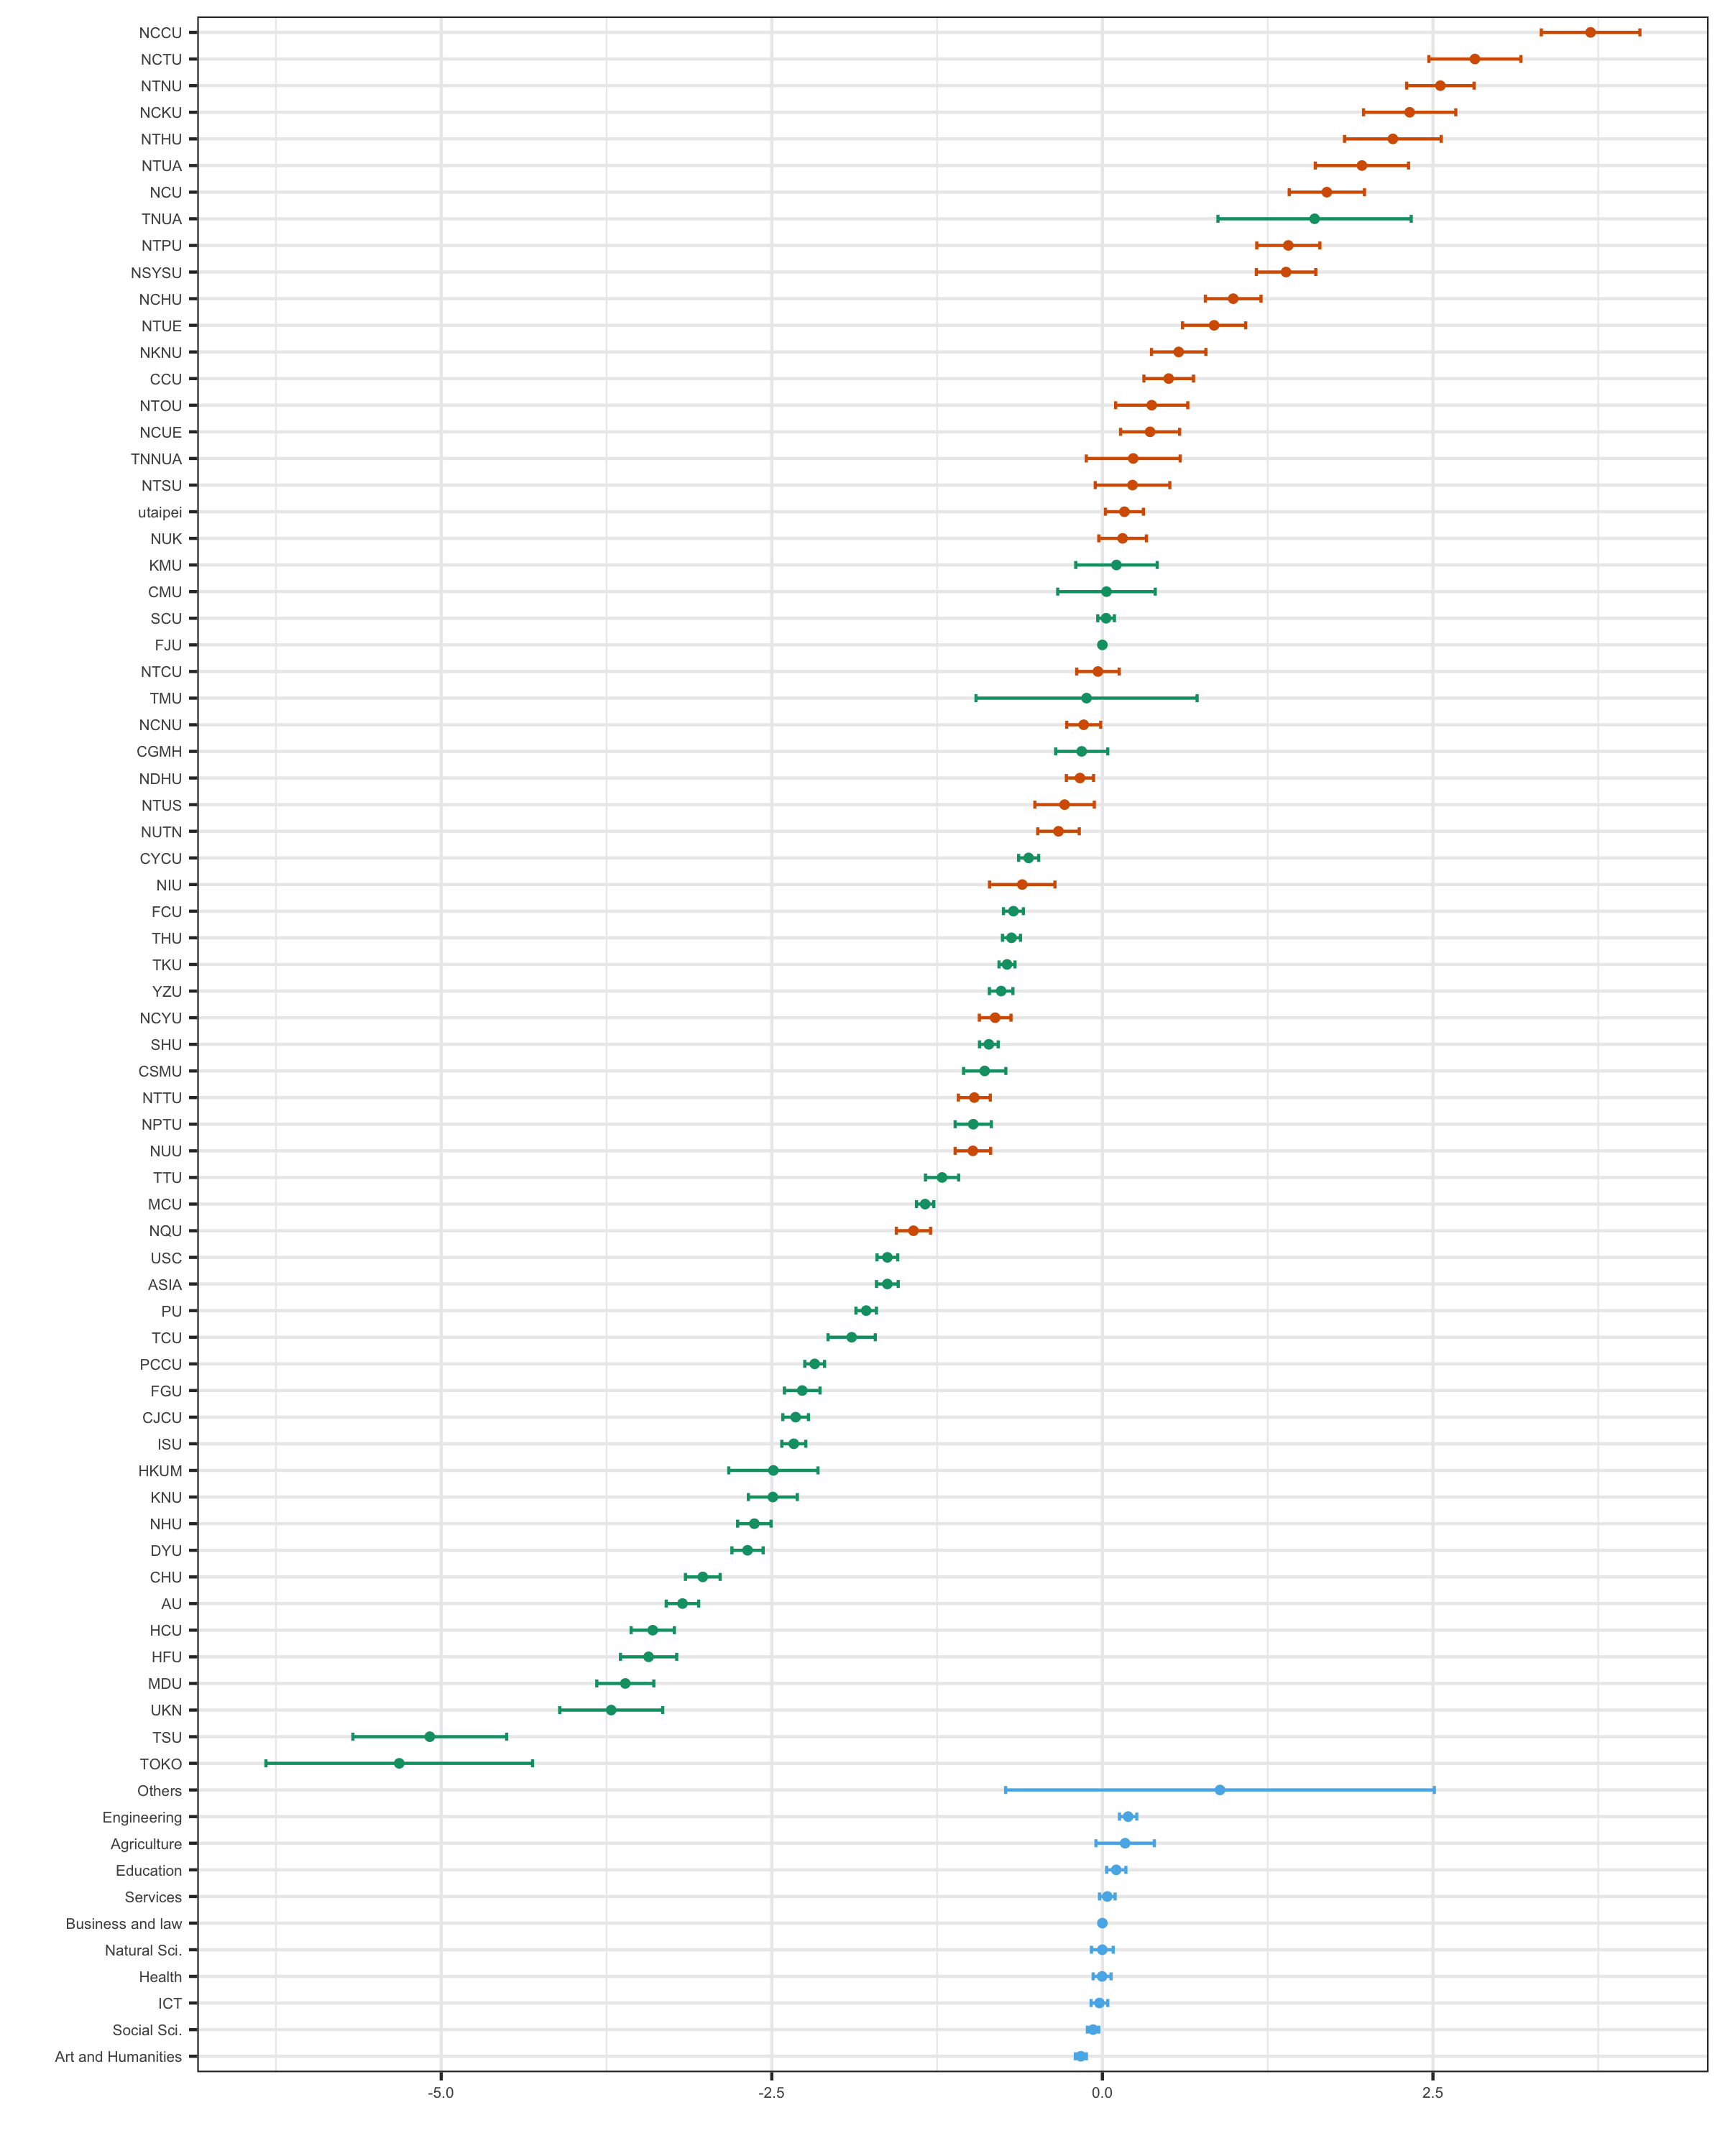 NCCU
NCTU
NTNU
NCKU
NTHU
NTUA
NCU
TNUA
NTPU
NSYSU
NCHU
NTUE
NKNU
CCU
NTOU
NCUE
TNNUA
NTSU
utaipei
NUK
KMU
CMU
SCU
FJU
NTCU
TMU
NCNU
CGMH
NDHU
NTUS
NUTN
CYCU
NIU
FCU
THU
TKU
YZU
NCYU
SHU
CSMU
NTTU
NPTU
NUU
TTU
MCU
NQU
USC
ASIA
PU
TCU
PCCU
FGU
CJCU
ISU
HKUM
KNU
NHU
DYU
CHU
AU
HCU
HFU
MDU
UKN
TSU
TOKO
Others
Engineering
Agriculture
Education
Services
Business and law
Natural Sci.
Health
ICT
Social Sci.
Art and Humanities
-5.0 -2.5 0.0 2.5